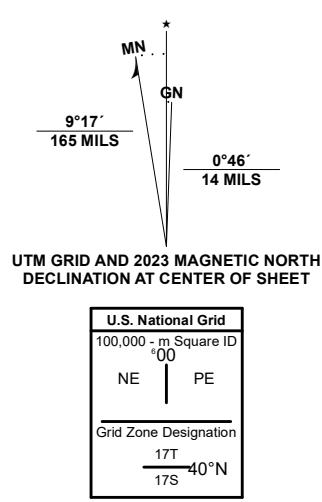 MN
GN
9°17´
165 MILS
0°46´
14 MILS
UTM GRID AND 2023 MAGNETIC NORTH
DECLINATION AT CENTER OF SHEET
U.S. National Grid
100,000 - m Square ID
⁶00
NE PE
Grid Zone Designation
17T
40°N
17S